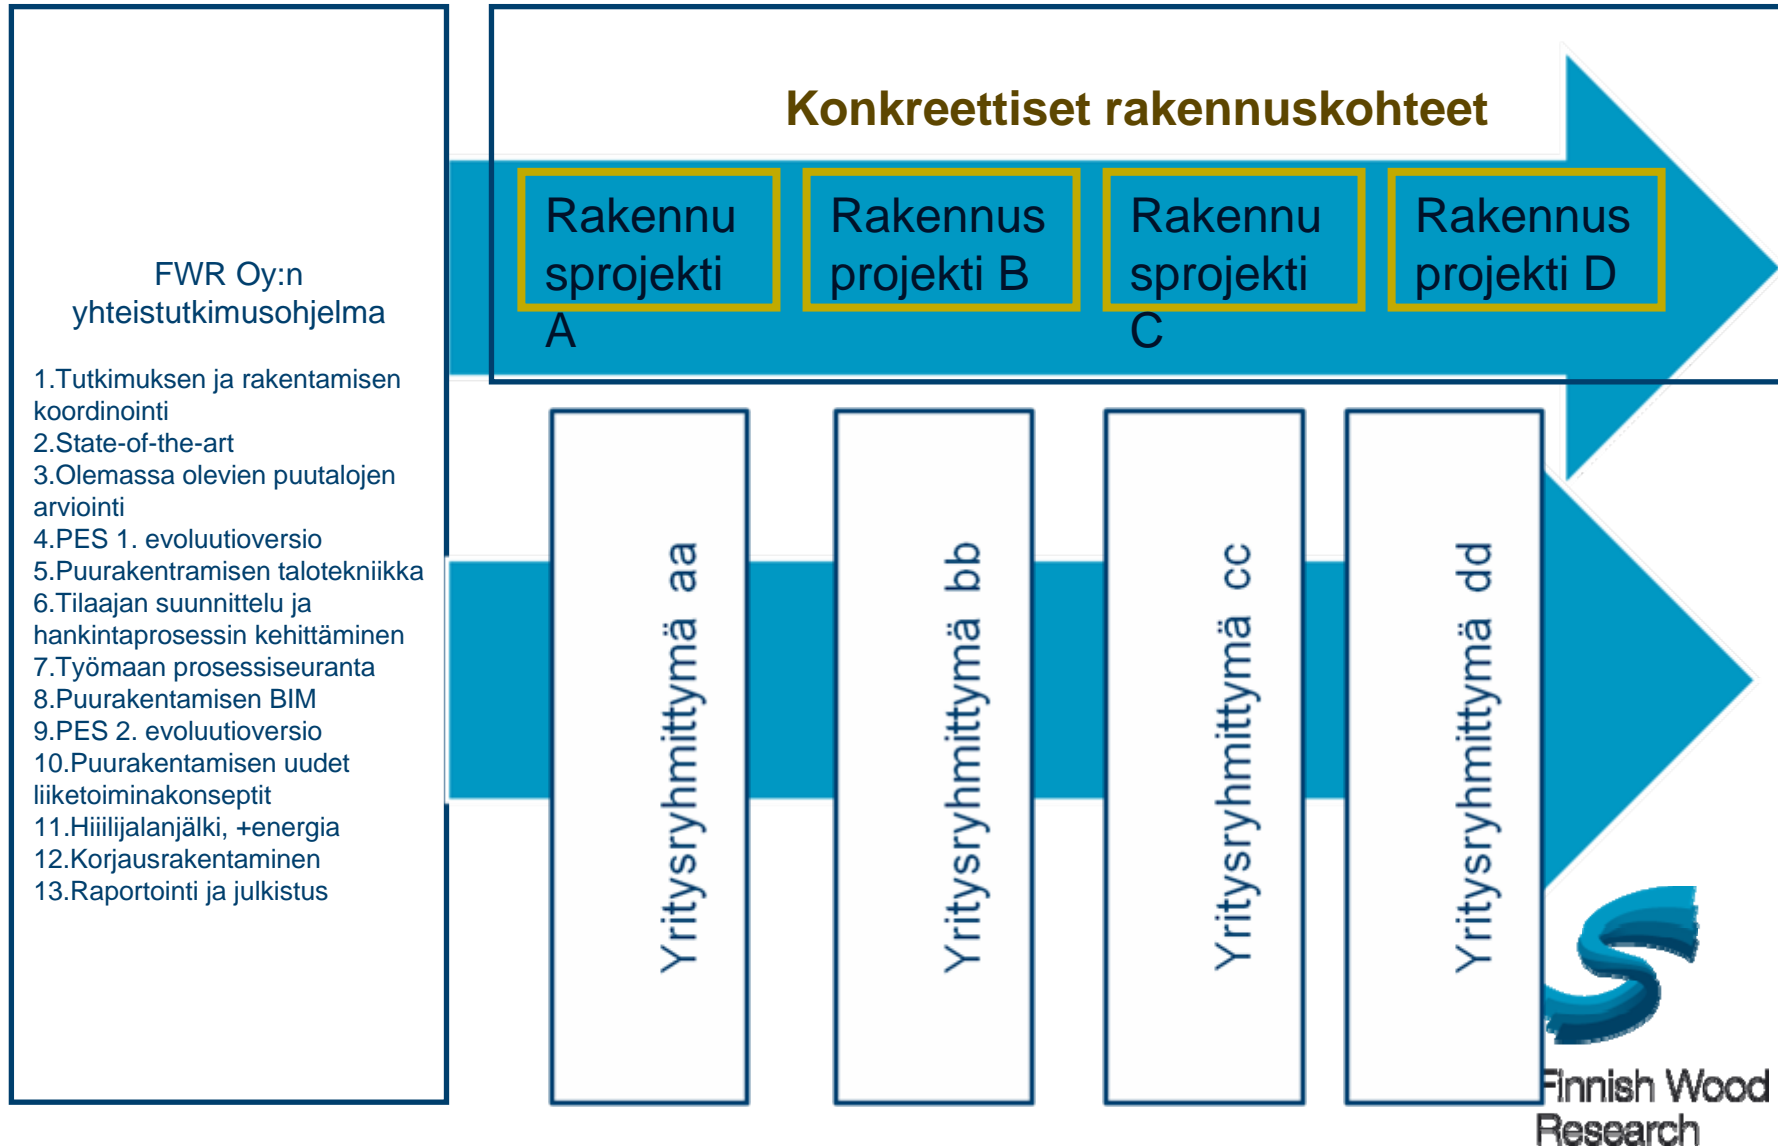 FWR Oy:n
yhteistutkimusohjelma
1.Tutkimuksen ja rakentamisen
koordinointi
2.State-of-the-art
3.Olemassa olevien puutalojen
arviointi
4.PES 1. evoluutioversio
5.Puurakentramisen talotekniikka
6.Tilaajan suunnittelu ja
hankintaprosessin kehittäminen
7.Työmaan prosessiseuranta
8.Puurakentamisen BIM
9.PES 2. evoluutioversio
10.Puurakentamisen uudet
liiketoiminakonseptit
11.Hiiilijalanjälki, +energia
12.Korjausrakentaminen
13.Raportointi ja julkistus
Konkreettiset rakennuskohteet
Rakennu
sprojekti
A
Rakennus
projekti B
Rakennu
sprojekti
C
Rakennus
projekti D
Yritysryhmittymä aa
Yritysryhmittymä bb
Yritysryhmittymä cc
Yritysryhmittymä dd
Finnish Wood
Research